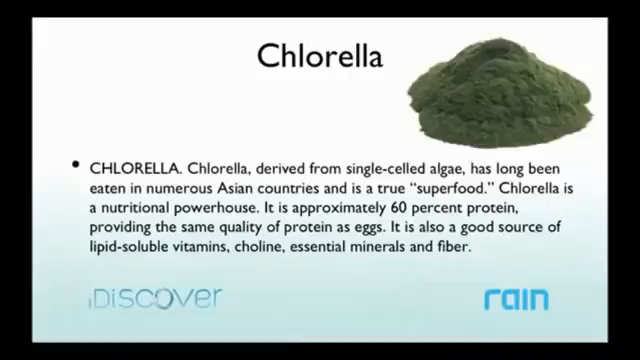 Chlorella
• CHLORELLA. Chlorella, derived from single-celled algae, has long been
eaten in numerous Asian countries and is a true “superfood.” Chlorella is
a nutritional powerhouse. It is approximately 60 percent protein,
providing the same quality of protein as eggs. It is also a good source of
lipid-soluble vitamins, choline, essential minerals and fiber.
iDiscover
rain